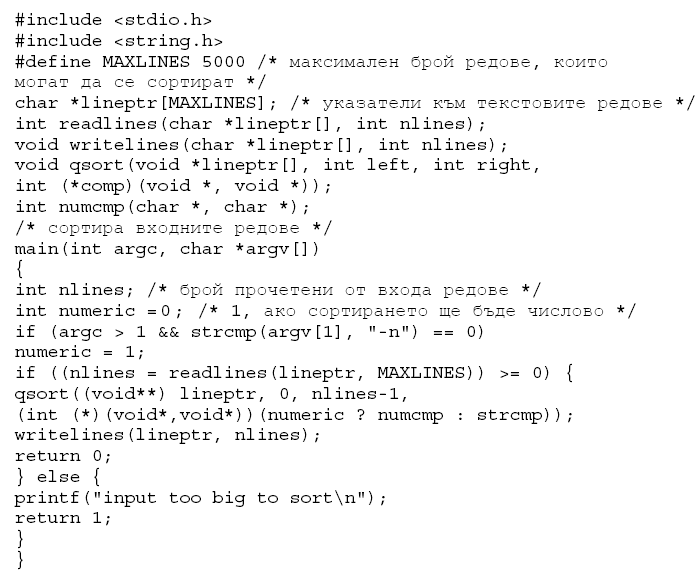 #include <stdio.h>
#include <string.h>
#define MAXLINES 5000 /* максимален брой редове, които
могат да се сортират */
char *lineptr[MAXLINES]; /* указатели към текстовите редове */
int readlines(char *lineptr[], int nlines);
void writelines(char *lineptr[], int nlines);
void qsort(void *lineptr[], int left, int right,
int (*comp)(void *, void *));
int numcmp(char *, char *);
/* сортира входните редове */
main(int argc, char *argv[])
{
int nlines; /* брой прочетени от входа редове */
int numeric =0; /* 1, ако сортирането ще бъде числово */
if (argc > 1 && strcmp(argv[1], "-n") == 0)
numeric = 1;
if ((nlines = readlines(lineptr, MAXLINES)) >= 0) {
qsort((void**) lineptr, 0, nlines-1,
(int (*)(void*,void*))(numeric ? numcmp : strcmp));
writelines(lineptr, nlines);
return 0;
} else {
printf("input too big to sort\n");
return 1;
}
}